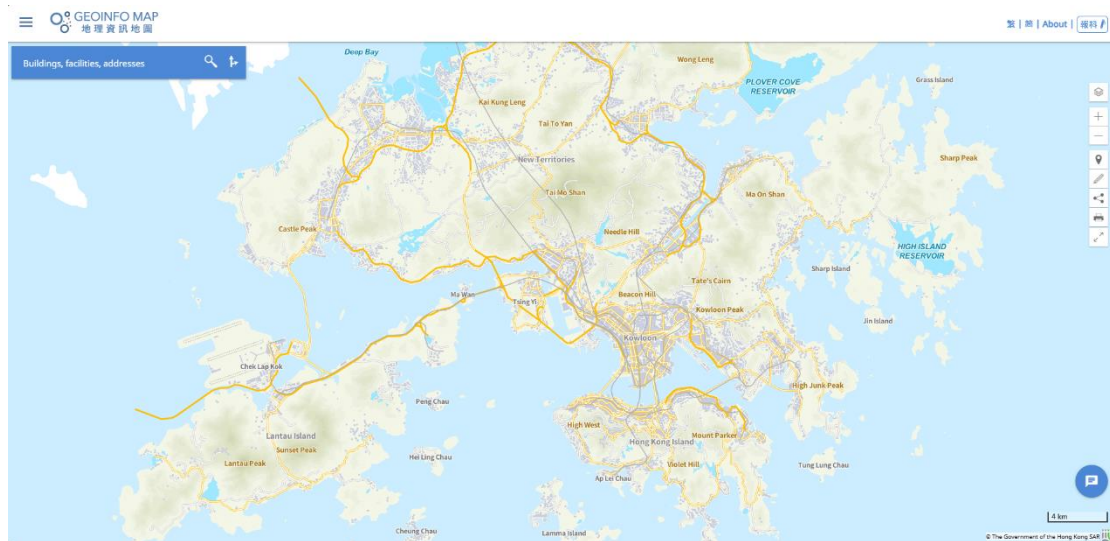 GEOINFO MAP
地理資訊地圖
繁 | 簡 | About |
Buildings, facilities, addresses
Deep Bay
Wong Leng
PLOVER COVE
RESERVOIR
Grass Island
Kai Kung Leng
Tai To Yan
New Territories
Sharp Peak
Tai Mo Shan
Ma On Shan
Castle Peak
Needle Hill
HIGH ISLAND
RESERVOIR
Sharp Island
Tate's Cairn
Ma Wan
Tsing Yi
Beacon Hill
Kowloon Peak
Jin Island
Kowloon
Chek Lap Kok
High Junk Peak
Peng Chau
High West
Lantau Island
Hong Kong Island
Mount Parker
Sunset Peak
Hei Ling Chau
Lantau Peak
Violet Hill
Tung Lung Chau
Ap Lei Chau
4 km
Cheung Chau
Lamma Island
© The Government of the Hong Kong SAR